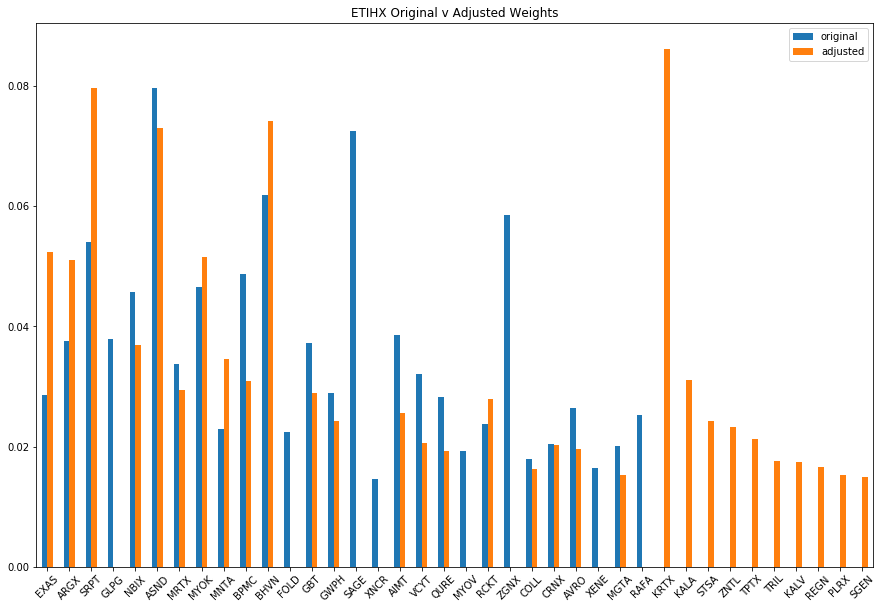 ETIHX Original v Adjusted Weights
original
adjusted
0.08
0.06
0.04
0.02
0.00
EXAS ARGX SRPT GLPG NBIX ASND MRTX MYOK MNTA BPMC BHVN FOLD GBT GWPH SAGE XNCR AIMT VCYT QURE MYOV RCKT ZGNX COLL CRNX AVRO XENE MGTA RAFA KRTX KALA STSA ZNTL TPTX TRIL KALV REGN PLRX SGEN